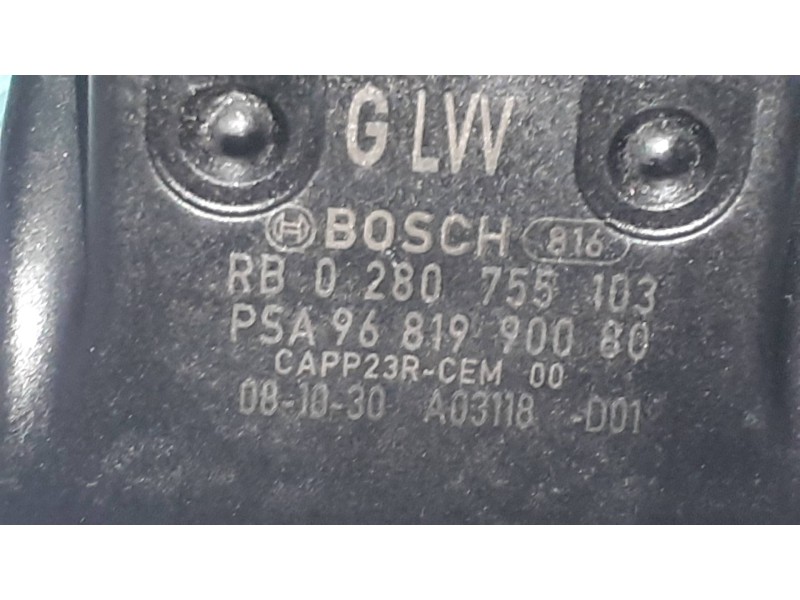 G LVV
BOSCH 816
RB 0 280 755 103
PSA 96 819 900 80
CAPP23R-CEM 00
08-10-30 A03118 -D01